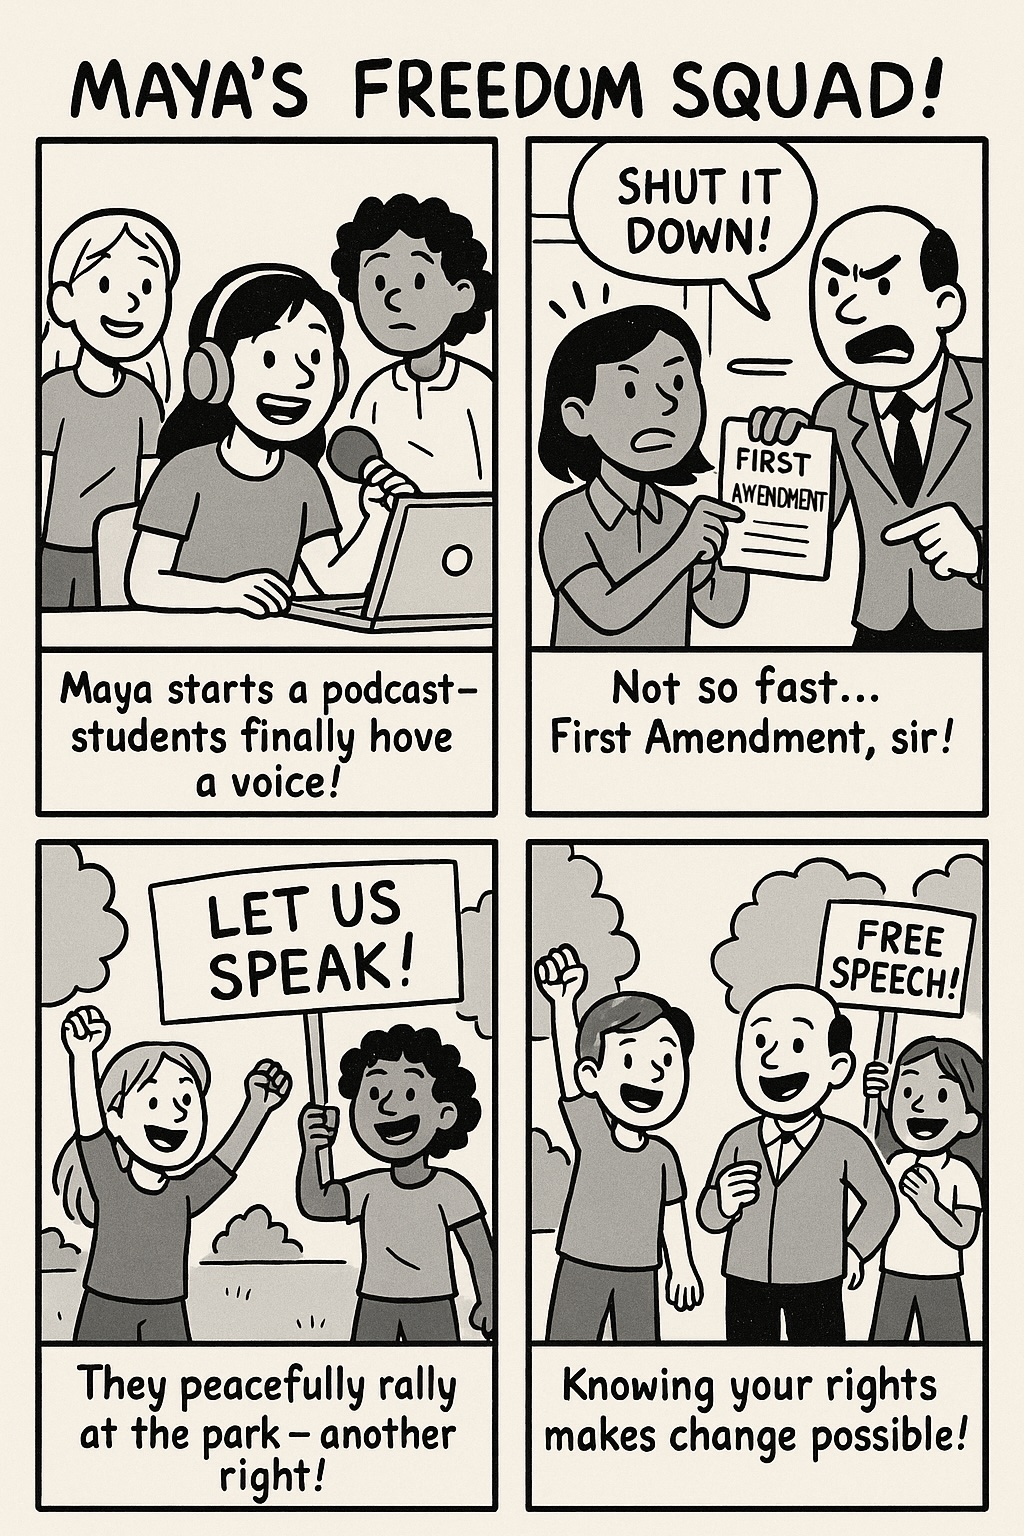 MAYA'S FREEDUM SQUAD!
SHUT IT
DOWN!
FIRST
AWENDMENT
Maya starts a podcast–
students finally hove
a voice!
Not so fast...
First Amendment, sir!
LET US
SPEAK!
FREE
SPEECH!
They peacefully rally
at the park – another
right!
Knowing your rights
makes change possible!